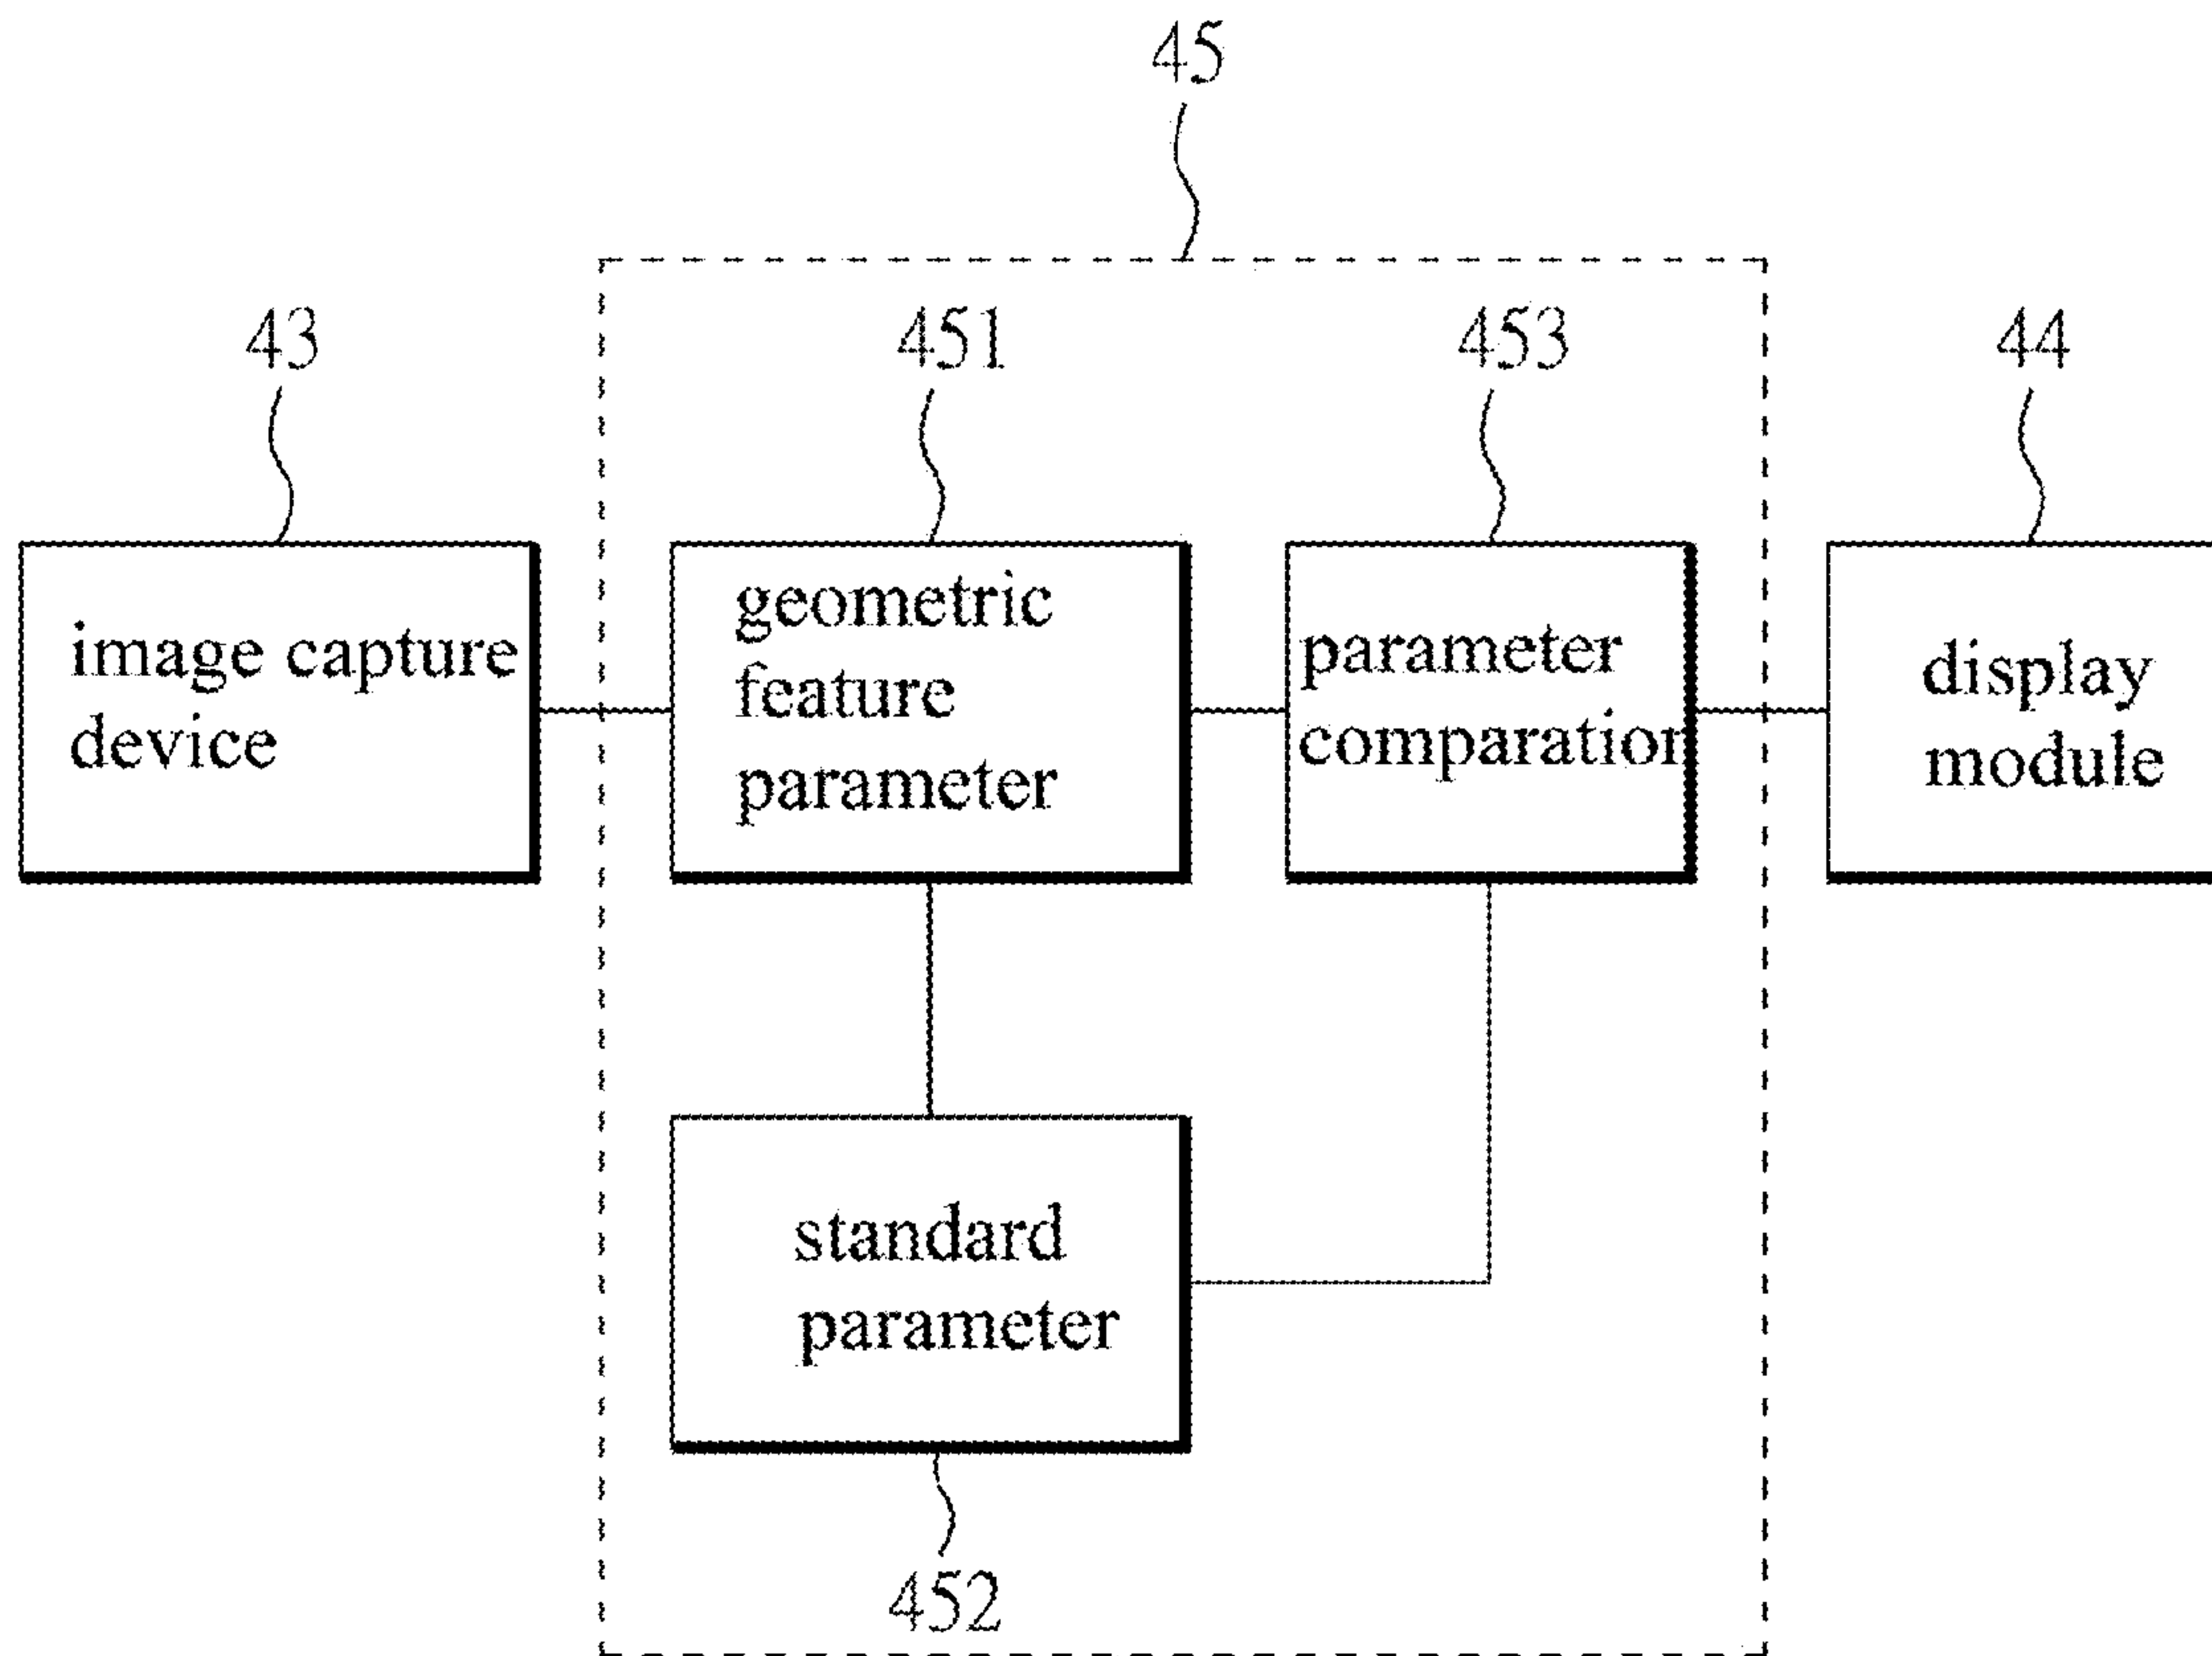 45
43
451
453
44
image capture
device
geometric
feature
parameter
parameter
comparation
display
module
standard
parameter
452